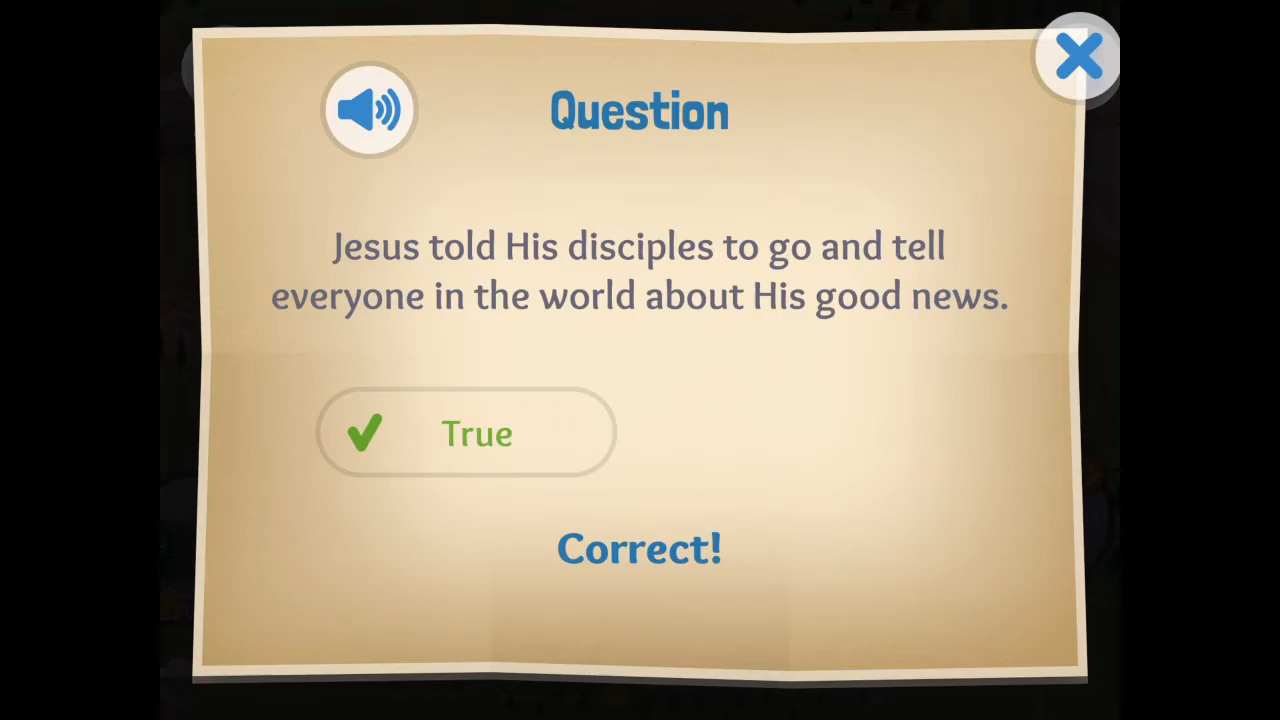 Question
Jesus told His disciples to go and tell
everyone in the world about His good news.
True
Correct!